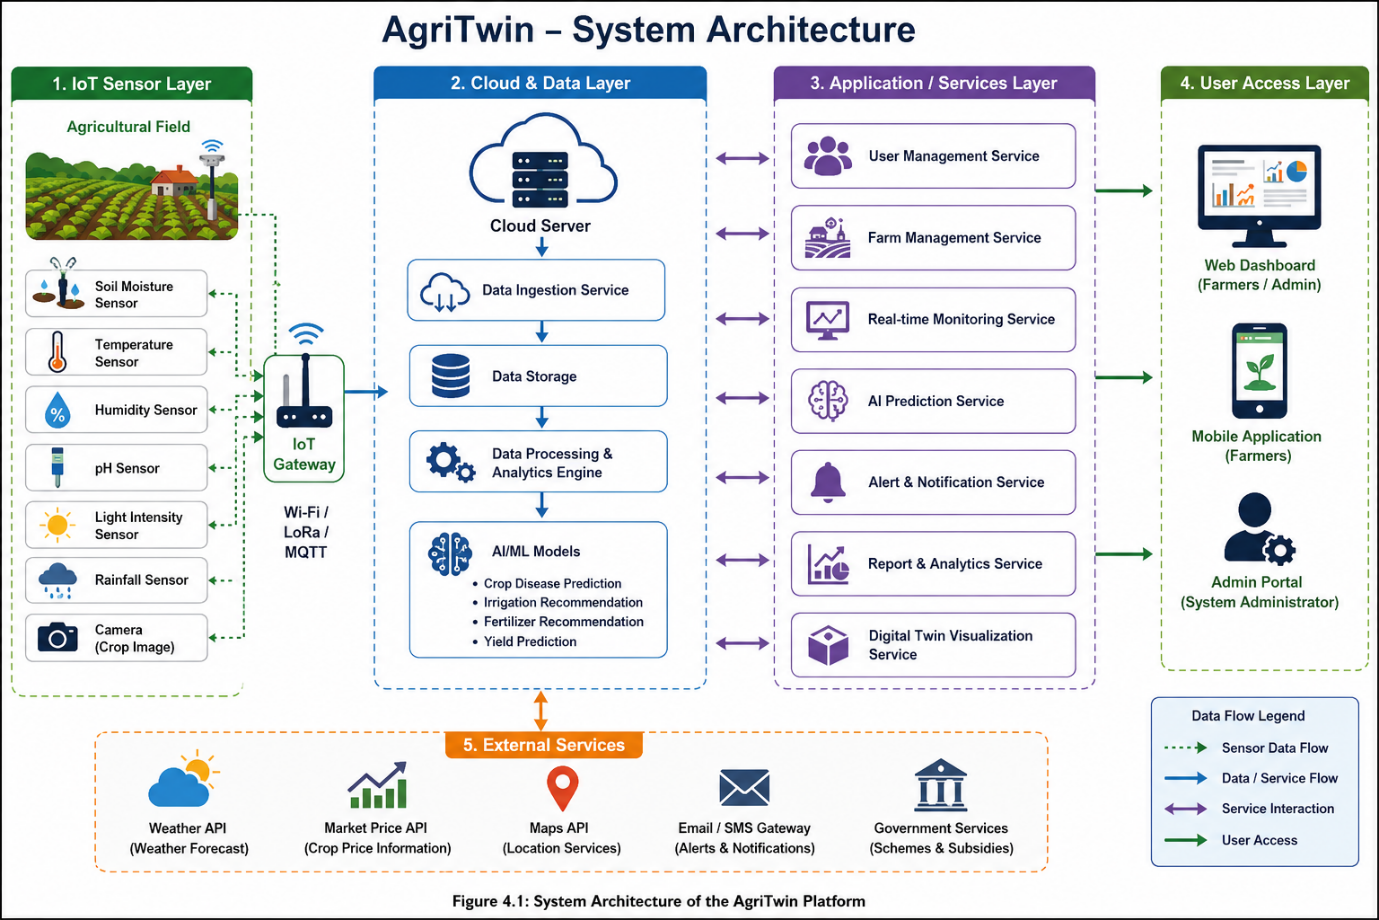 AgriTwin – System Architecture
1. IoT Sensor Layer
Agricultural Field
Soil Moisture
Sensor
Temperature
Sensor
%
Humidity Sensor
pH Sensor
Light Intensity
Sensor
Rainfall Sensor
Camera
(Crop Image)
IoT
Gateway
Wi-Fi /
LoRa /
MQTT
2. Cloud & Data Layer
Cloud Server
Data Ingestion Service
Data Storage
Data Processing &
Analytics Engine
AI/ML Models
• Crop Disease Prediction
• Irrigation Recommendation
• Fertilizer Recommendation
• Yield Prediction
3. Application / Services Layer
User Management Service
Farm Management Service
Real-time Monitoring Service
AI Prediction Service
Alert & Notification Service
Report & Analytics Service
Digital Twin Visualization
Service
4. User Access Layer
Web Dashboard
(Farmers / Admin)
Mobile Application
(Farmers)
Admin Portal
(System Administrator)
5. External Services
Weather API
(Weather Forecast)
Market Price API
(Crop Price Information)
Maps API
(Location Services)
Email / SMS Gateway
(Alerts & Notifications)
Government Services
(Schemes & Subsidies)
Data Flow Legend
Sensor Data Flow
Data / Service Flow
Service Interaction
User Access
Figure 4.1: System Architecture of the AgriTwin Platform